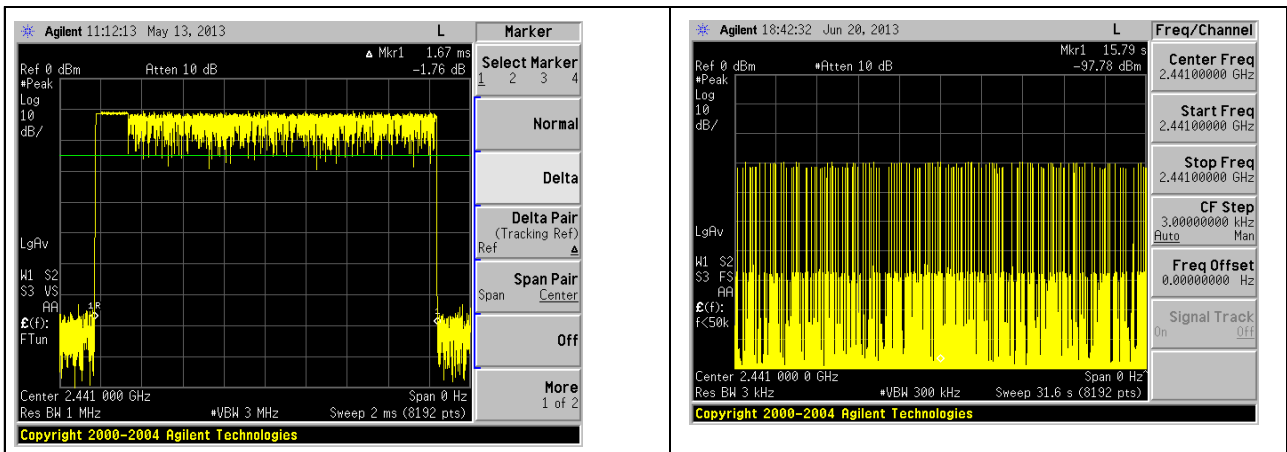 Agilent 11:12:13 May 13, 2013 L Marker
Δ Mkr1 1.67 ms
Ref 0 dBm Atten 10 dB -1.76 dB
#Peak
Log
10
dB/
LgAv
W1 S2
S3 VS
AA
£(f):
FTun
1R
1
Center 2.441 000 GHz Span 0 Hz
Res BW 1 MHz #VBW 3 MHz Sweep 2 ms (8192 pts)
Copyright 2000-2004 Agilent Technologies
Select Marker
1 2 3 4
Normal
Delta
Delta Pair
(Tracking Ref)
Ref Δ
Span Pair
Span Center
Off
More
1 of 2
Agilent 18:42:32 Jun 20, 2013 L Freq/Channel
Mkr1 15.79 s
Ref 0 dBm #Atten 10 dB -97.78 dBm
#Peak
Log
10
dB/
LgAv
W1 S2
S3 FS
AA
£(f):
f<50k
Center 2.441 000 0 GHz Span 0 Hz^
Res BW 3 kHz #VBW 300 kHz Sweep 31.6 s (8192 pts)
Copyright 2000-2004 Agilent Technologies
Center Freq
2.44100000 GHz
Start Freq
2.44100000 GHz
Stop Freq
2.44100000 GHz
CF Step
3.00000000 kHz
Auto Man
Freq Offset
0.00000000 Hz
Signal Track
On Off